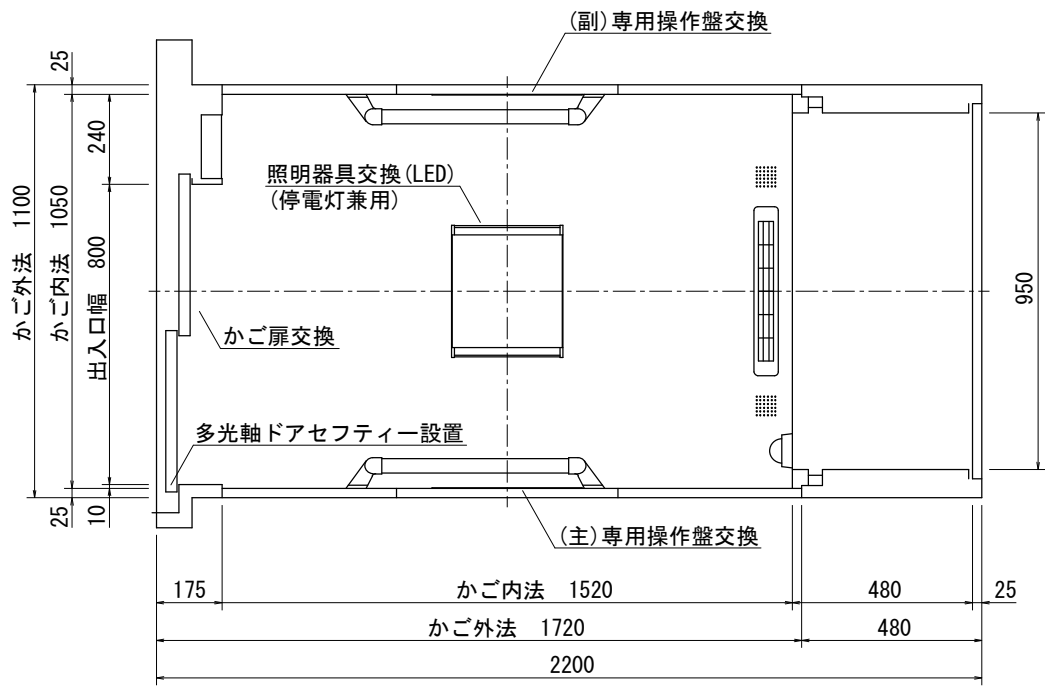 (副)専用操作盤交換
25
240
照明器具交換(LED)
(停電灯兼用)
かご外法 1100
かご内法 1050
出入口幅 800
950
かご扉交換
多光軸ドアセフティー設置
25
10
(主)専用操作盤交換
175
かご内法 1520
480
25
かご外法 1720
480
2200